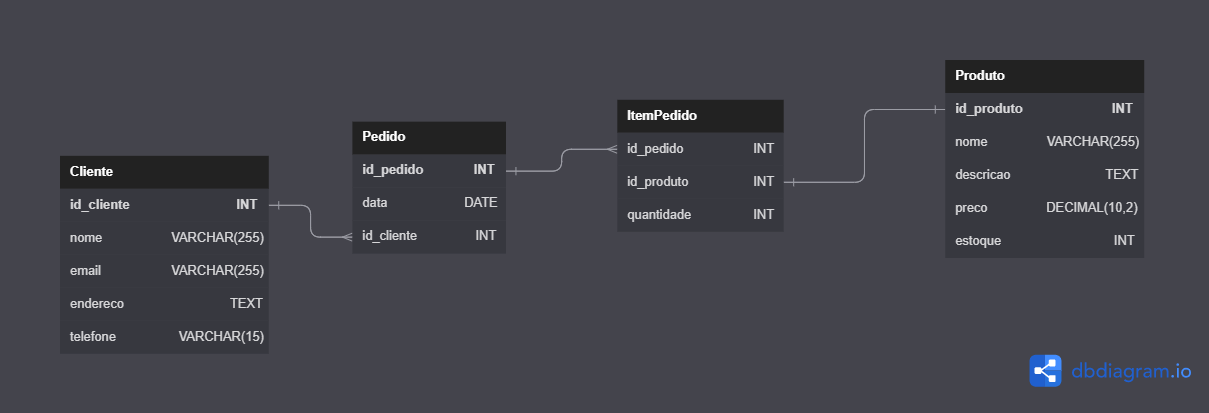 Cliente
id_cliente INT
nome VARCHAR(255)
email VARCHAR(255)
endereco TEXT
telefone VARCHAR(15)
Pedido
id_pedido INT
data DATE
id_cliente INT
ItemPedido
id_pedido INT
id_produto INT
quantidade INT
Produto
id_produto INT
nome VARCHAR(255)
descricao TEXT
preco DECIMAL(10,2)
estoque INT
dbdiagram.io